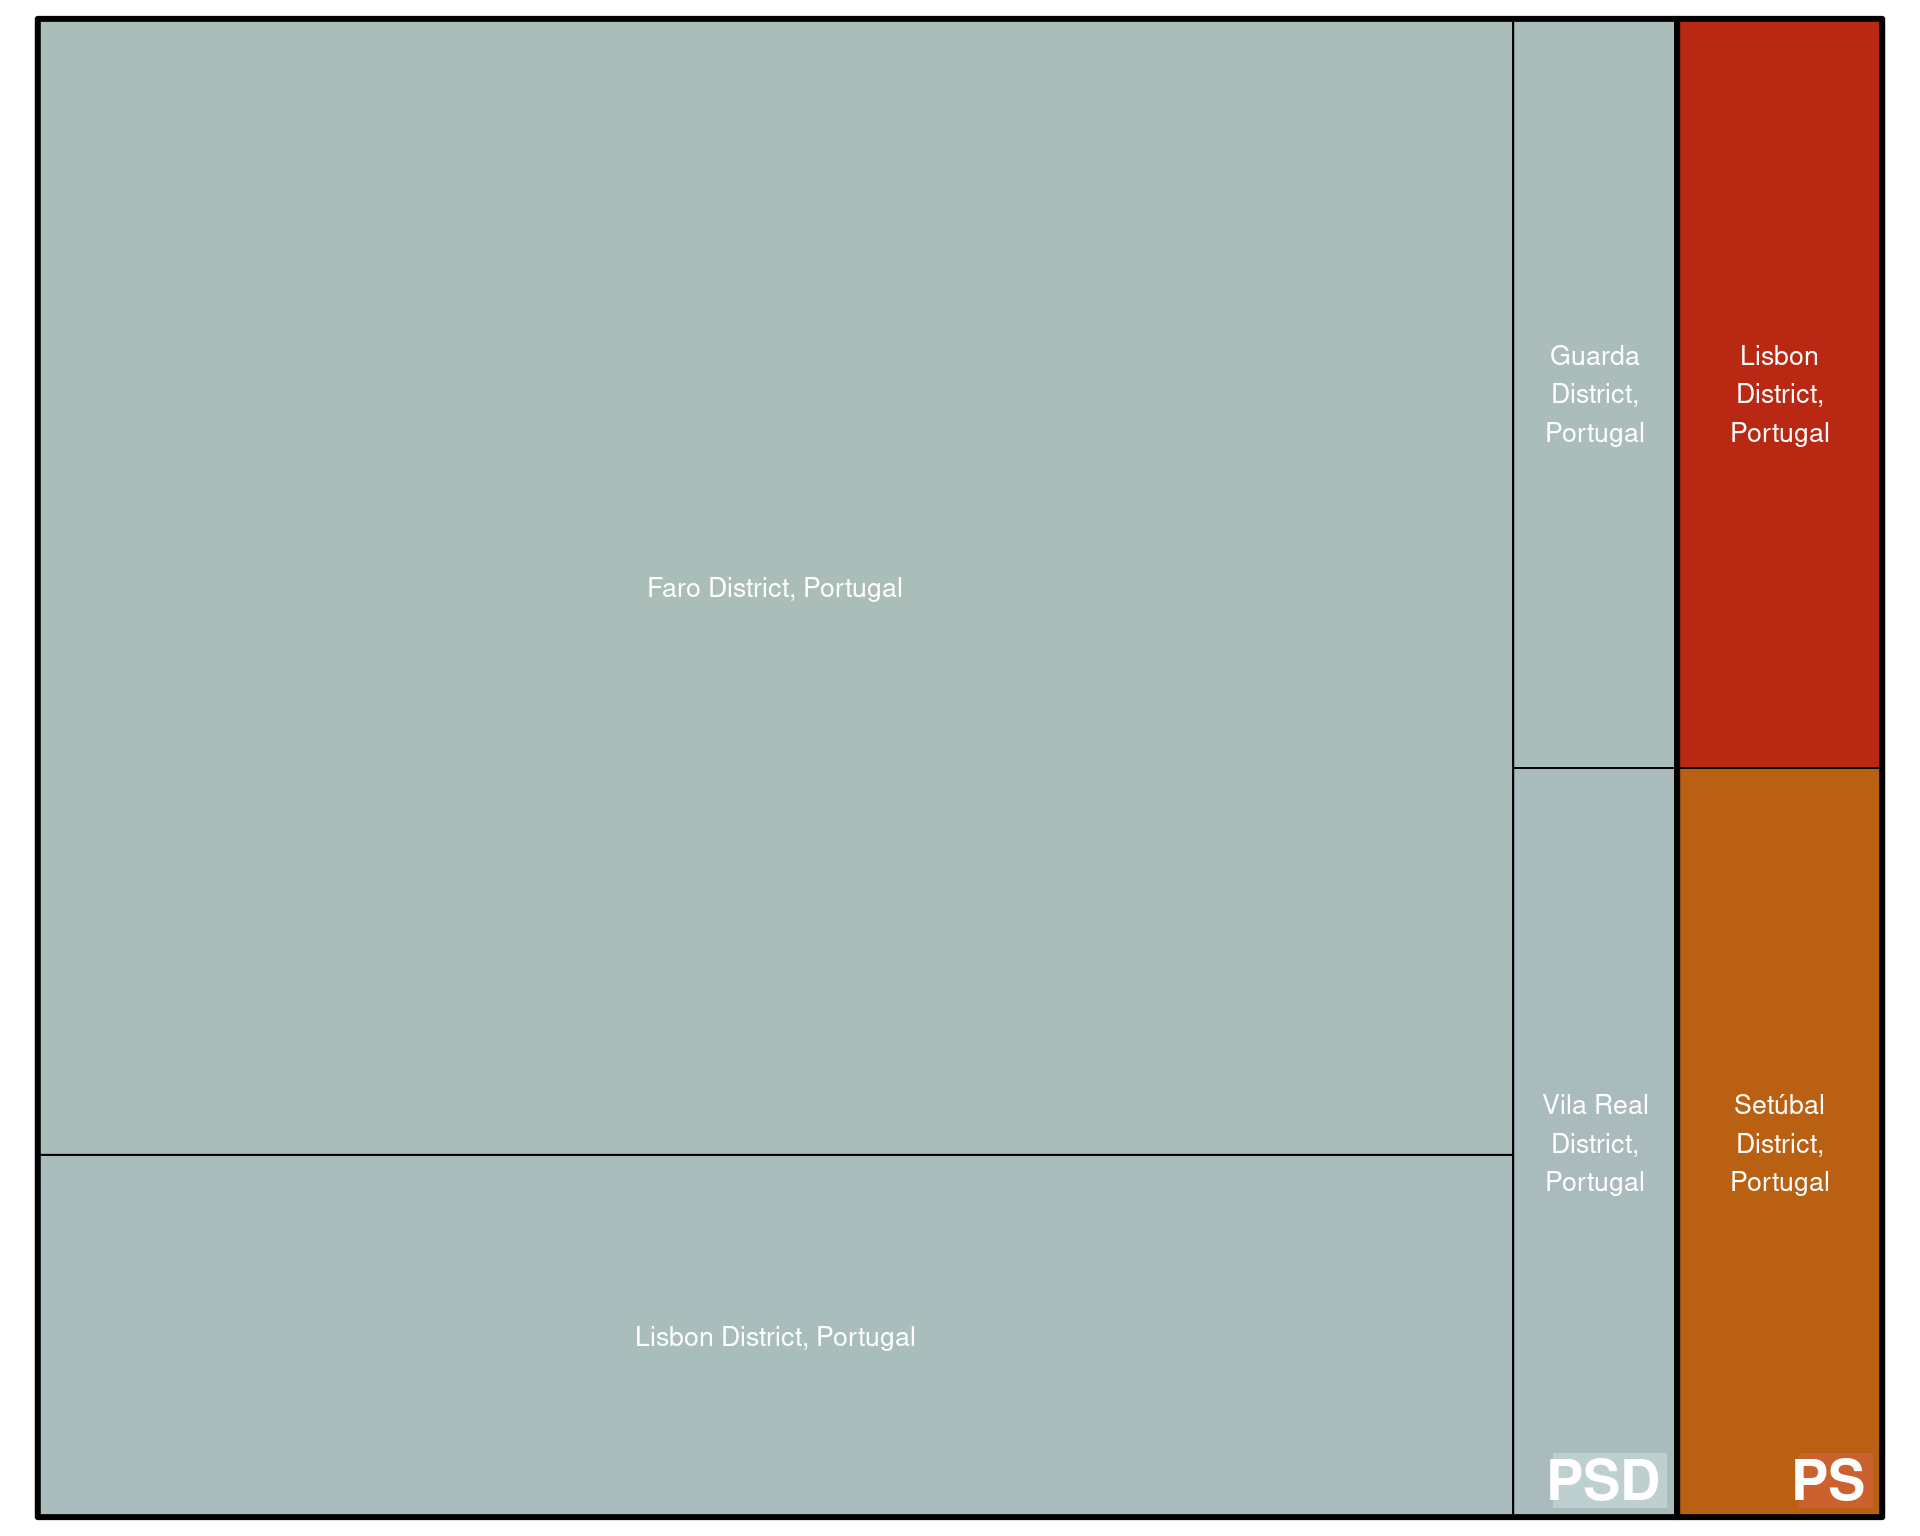 Faro District, Portugal
Lisbon District, Portugal
Guarda
District,
Portugal
Vila Real
District,
Portugal
PSD
Lisbon
District,
Portugal
Setúbal
District,
Portugal
PS